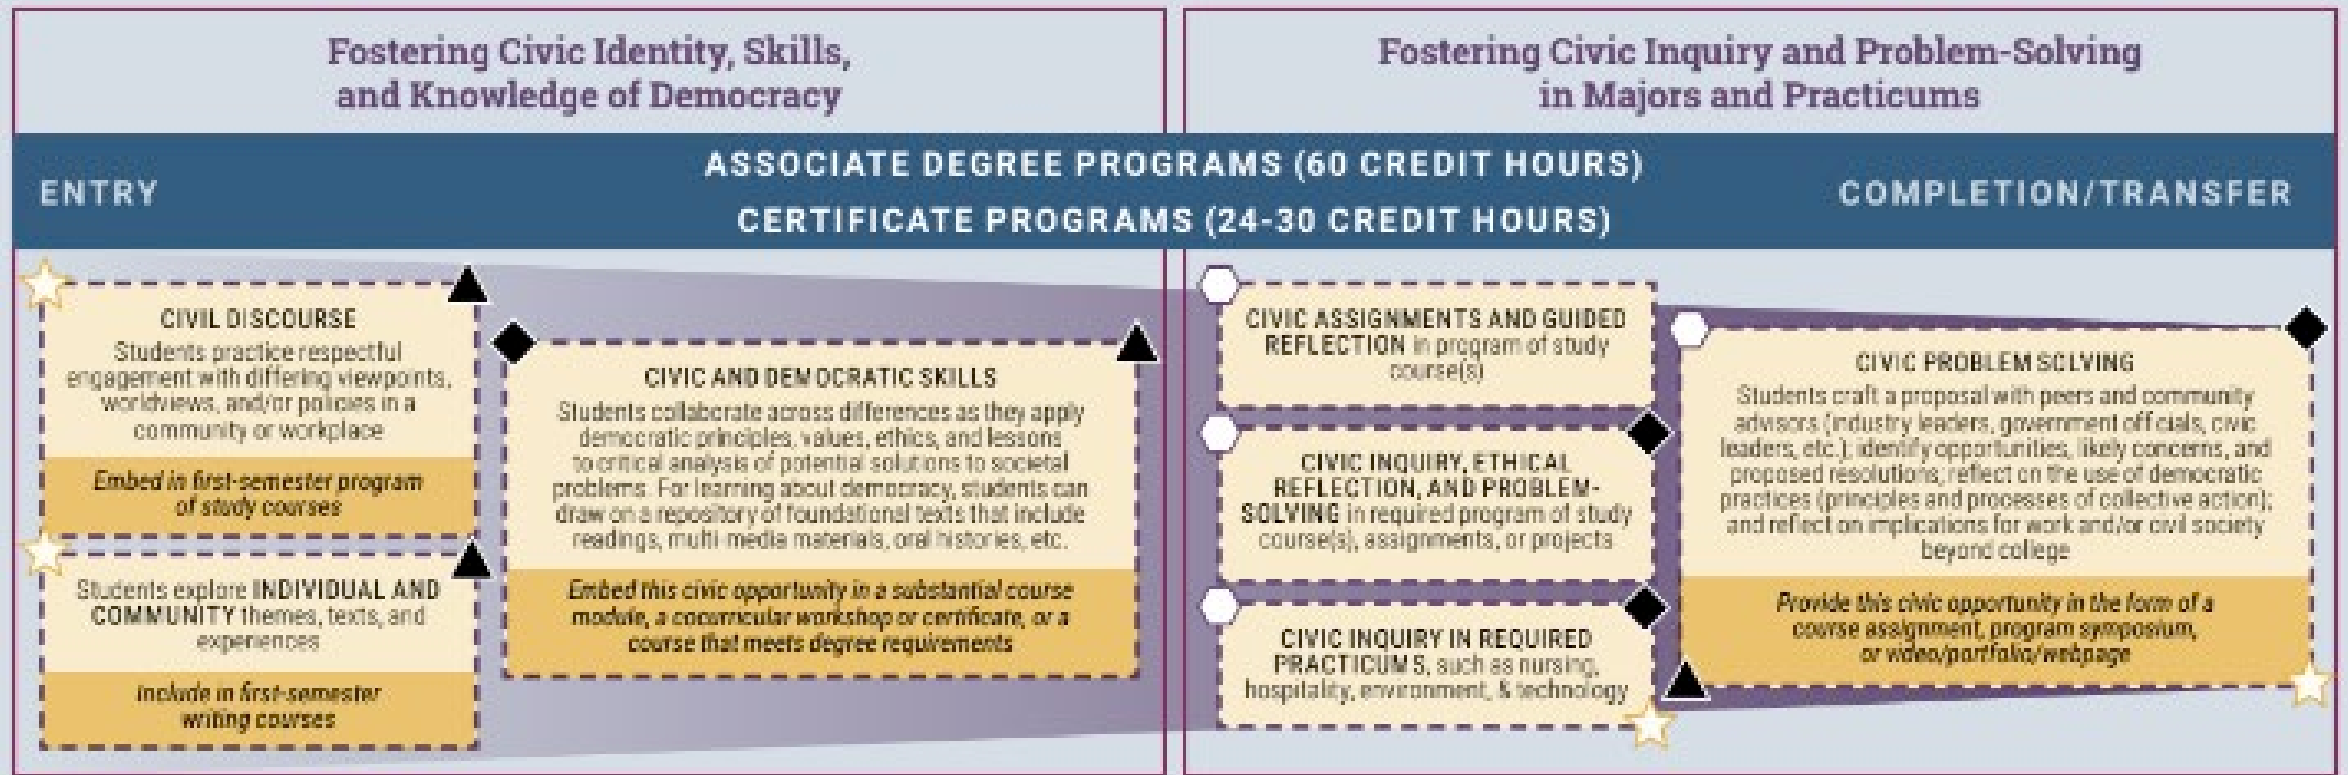 Fostering Civic Identity, Skills,
and Knowledge of Democracy
Fostering Civic Inquiry and Problem-Solving
in Majors and Practicums
ENTRY
ASSOCIATE DEGREE PROGRAMS (60 CREDIT HOURS)
CERTIFICATE PROGRAMS (24-30 CREDIT HOURS)
COMPLETION/TRANSFER
CIVIL DISCOURSE
Students practice respectful
engagement with differing viewpoints,
worldviews, and/or policies in a
community or workplace
Embed in first-semester program
of study courses
Students explore INDIVIDUAL AND
COMMUNITY themes, texts, and
experiences
Include in first-semester
writing courses
CIVIC AND DEMOCRATIC SKILLS
Students collaborate across differences as they apply
democratic principles, values, ethics, and lessons
to critical analysis of potential solutions to societal
problems. For learning about democracy, students can
draw on a repository of foundational texts that include
readings, multi-media materials, oral histories, etc.
Embed this civic opportunity in a substantial course
module, a cocurricular workshop or certificate, or a
course that meets degree requirements
CIVIC ASSIGNMENTS AND GUIDED
REFLECTION in program of study
course(s)
CIVIC INQUIRY, ETHICAL
REFLECTION, AND PROBLEM-
SOLVING in required program of study
course(s), assignments, or projects
CIVIC INQUIRY IN REQUIRED
PRACTICUMS, such as nursing,
hospitality, environment, & technology
CIVIC PROBLEM SOLVING
Students craft a proposal with peers and community
advisors (industry leaders, government officials, civic
leaders, etc.); identify opportunities, likely concerns, and
proposed resolutions; reflect on the use of democratic
practices (principles and processes of collective action);
and reflect on implications for work and/or civil society
beyond college
Provide this civic opportunity in the form of a
course assignment, program symposium,
or video/portfolio/webpage